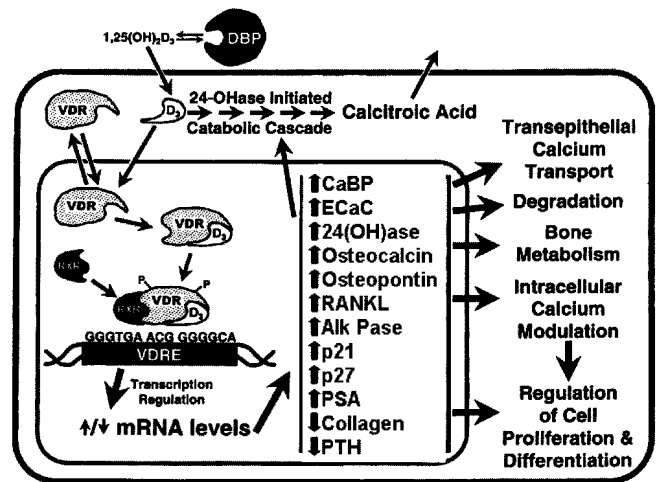 1,25(OH)₂D₃
DBP
VDR
D₃
24-OHase Initiated
Catabolic Cascade
Calcitroic Acid
VDR
VDR
D₃
RXR
P
P
VDR
RXR
D₃
GGGTGA ACG GGGGCA
VDRE
Transcription
Regulation
⬆/⬇ mRNA levels
⬆CaBP
⬆ECaC
⬆24(OH)ase
⬆Osteocalcin
⬆Osteopontin
⬆RANKL
⬆Alk Pase
⬆p21
⬆p27
⬆PSA
⬇Collagen
⬇PTH
Transepithelial
Calcium
Transport
Degradation
Bone
Metabolism
Intracellular
Calcium
Modulation
Regulation
of Cell
Proliferation &
Differentiation